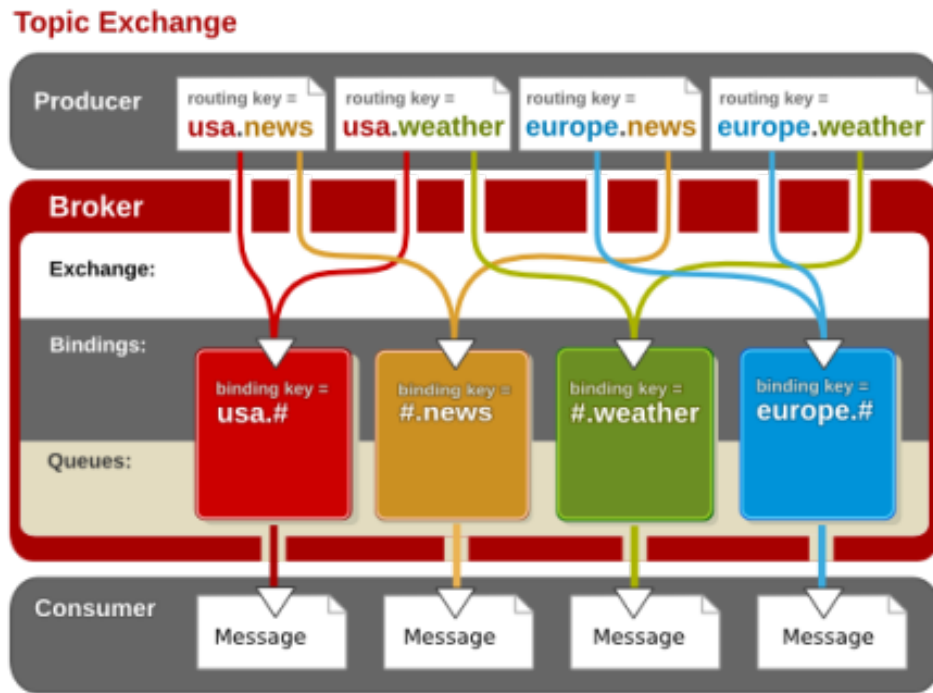 Topic Exchange
Producer
routing key =
usa.news
routing key =
usa.weather
routing key =
europe.news
routing key =
europe.weather
Broker
Exchange:
Bindings:
binding key =
usa.#
binding key =
#.news
binding key =
#.weather
binding key =
europe.#
Queues:
Consumer
Message
Message
Message
Message